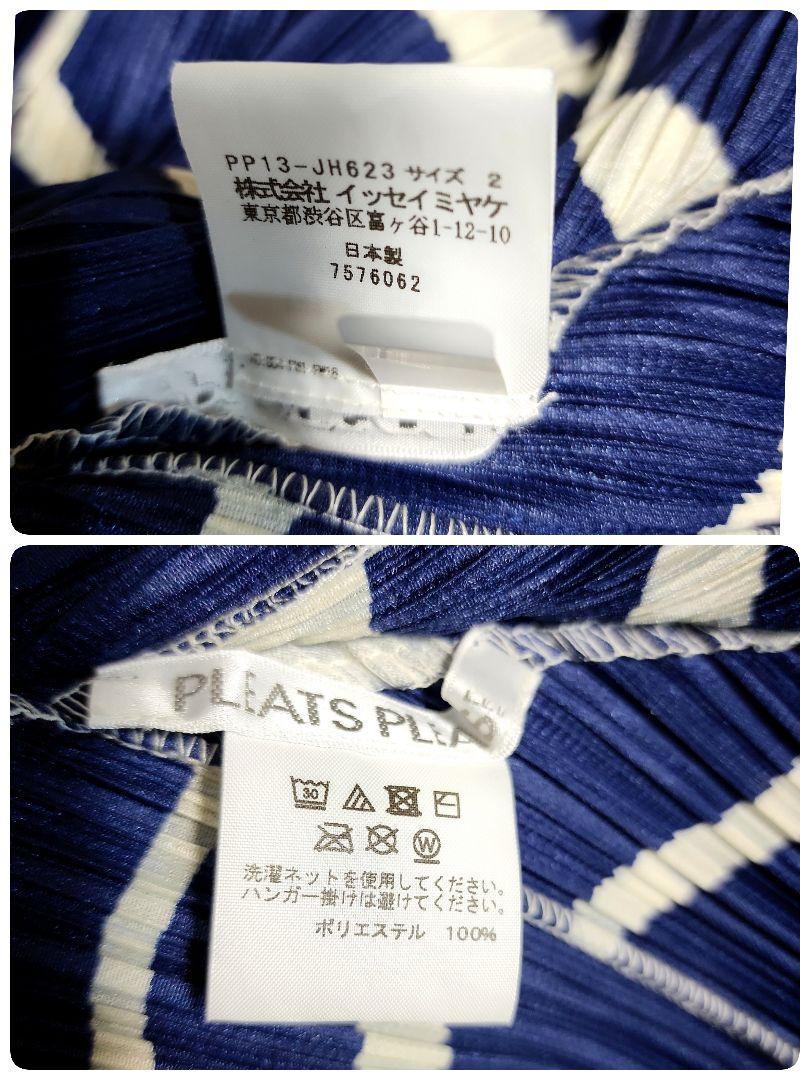 PP13-JH623 サイズ 2
株式会社 イッセイミヤケ
東京都渋谷区富ヶ谷1-12-10
日本製
7576062
PLEATS PLEA
30
W
洗濯ネットを使用してください。
ハンガー掛けは避けてください。
ポリエステル 100%